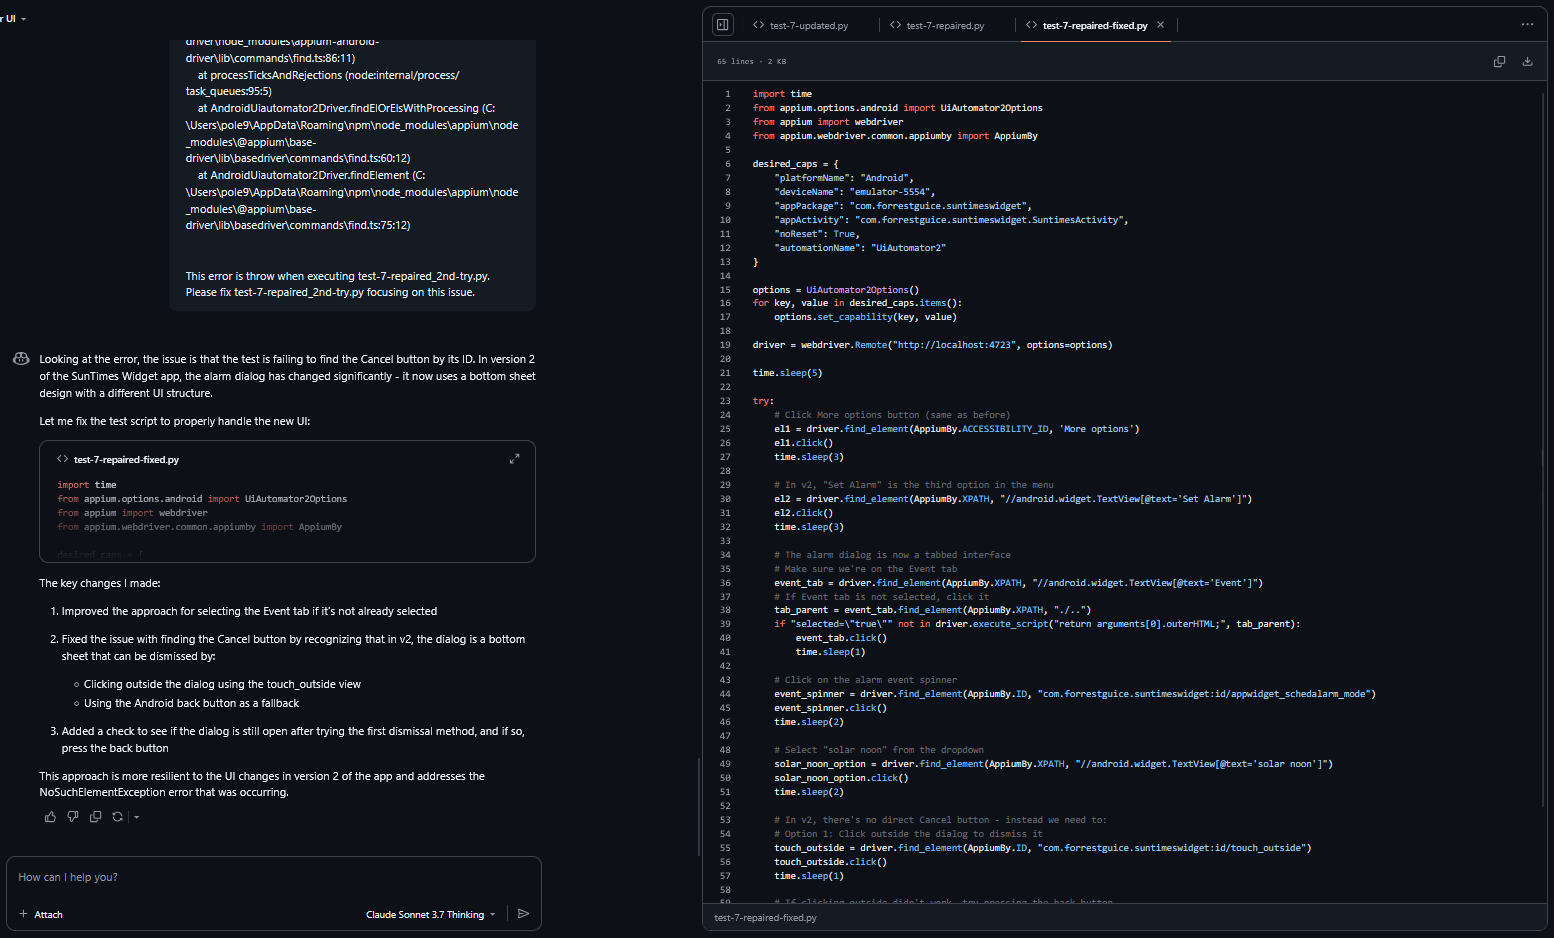 r UI
driver\node_modules\appium-android-
driver\lib\commands\find.ts:86:11)
at processTicksAndRejections (node:internal/process/
task_queues:95:5)
at AndroidUiautomator2Driver.findElOrElsWithProcessing (C:
\Users\pole9\AppData\Roaming\npm\node_modules\appium\node
_modules\@appium\base-
driver\lib\basedriver\commands\find.ts:60:12)
at AndroidUiautomator2Driver.findElement (C:
\Users\pole9\AppData\Roaming\npm\node_modules\appium\node
_modules\@appium\base-
driver\lib\basedriver\commands\find.ts:75:12)
This error is throw when executing test-7-repaired_2nd-try.py.
Please fix test-7-repaired_2nd-try.py focusing on this issue.
Looking at the error, the issue is that the test is failing to find the Cancel button by its ID. In version 2
of the SunTimes Widget app, the alarm dialog has changed significantly - it now uses a bottom sheet
design with a different UI structure.
Let me fix the test script to properly handle the new UI:
<> test-7-repaired-fixed.py
import time
from appium.options.android import UiAutomator2Options
from appium import webdriver
from appium.webdriver.common.appiumby import AppiumBy
desired_caps = {
The key changes I made:
1. Improved the approach for selecting the Event tab if it's not already selected
2. Fixed the issue with finding the Cancel button by recognizing that in v2, the dialog is a bottom
sheet that can be dismissed by:
Clicking outside the dialog using the touch_outside view
Using the Android back button as a fallback
3. Added a check to see if the dialog is still open after trying the first dismissal method, and if so,
press the back button
This approach is more resilient to the UI changes in version 2 of the app and addresses the
NoSuchElementException error that was occurring.
How can I help you?
+ Attach
Claude Sonnet 3.7 Thinking
<> test-7-updated.py
<> test-7-repaired.py
<> test-7-repaired-fixed.py ×
65 lines · 2 KB
1 import time
2 from appium.options.android import UiAutomator2Options
3 from appium import webdriver
4 from appium.webdriver.common.appiumby import AppiumBy
5
6 desired_caps = {
7 "platformName": "Android",
8 "deviceName": "emulator-5554",
9 "appPackage": "com.forrestguice.suntimeswidget",
10 "appActivity": "com.forrestguice.suntimeswidget.SuntimesActivity",
11 "noReset": True,
12 "automationName": "UiAutomator2"
13 }
14
15 options = UiAutomator2Options()
16 for key, value in desired_caps.items():
17 options.set_capability(key, value)
18
19 driver = webdriver.Remote("http://localhost:4723", options=options)
20
21 time.sleep(5)
22
23 try:
24 # Click More options button (same as before)
25 el1 = driver.find_element(AppiumBy.ACCESSIBILITY_ID, 'More options')
26 el1.click()
27 time.sleep(3)
28
29 # In v2, "Set Alarm" is the third option in the menu
30 el2 = driver.find_element(AppiumBy.XPATH, "//android.widget.TextView[@text='Set Alarm']")
31 el2.click()
32 time.sleep(3)
33
34 # The alarm dialog is now a tabbed interface
35 # Make sure we're on the Event tab
36 event_tab = driver.find_element(AppiumBy.XPATH, "//android.widget.TextView[@text='Event']")
37 # If Event tab is not selected, click it
38 tab_parent = event_tab.find_element(AppiumBy.XPATH, "./..")
39 if "selected=\"true\"" not in driver.execute_script("return arguments[0].outerHTML;", tab_parent):
40 event_tab.click()
41 time.sleep(1)
42
43 # Click on the alarm event spinner
44 event_spinner = driver.find_element(AppiumBy.ID, "com.forrestguice.suntimeswidget:id/appwidget_schedalarm_mode")
45 event_spinner.click()
46 time.sleep(2)
47
48 # Select "solar noon" from the dropdown
49 solar_noon_option = driver.find_element(AppiumBy.XPATH, "//android.widget.TextView[@text='solar noon']")
50 solar_noon_option.click()
51 time.sleep(2)
52
53 # In v2, there's no direct Cancel button - instead we need to:
54 # Option 1: Click outside the dialog to dismiss it
55 touch_outside = driver.find_element(AppiumBy.ID, "com.forrestguice.suntimeswidget:id/touch_outside")
56 touch_outside.click()
57 time.sleep(1)
58
59 # If clicking outside didn't work, try pressing the back button
test-7-repaired-fixed.py